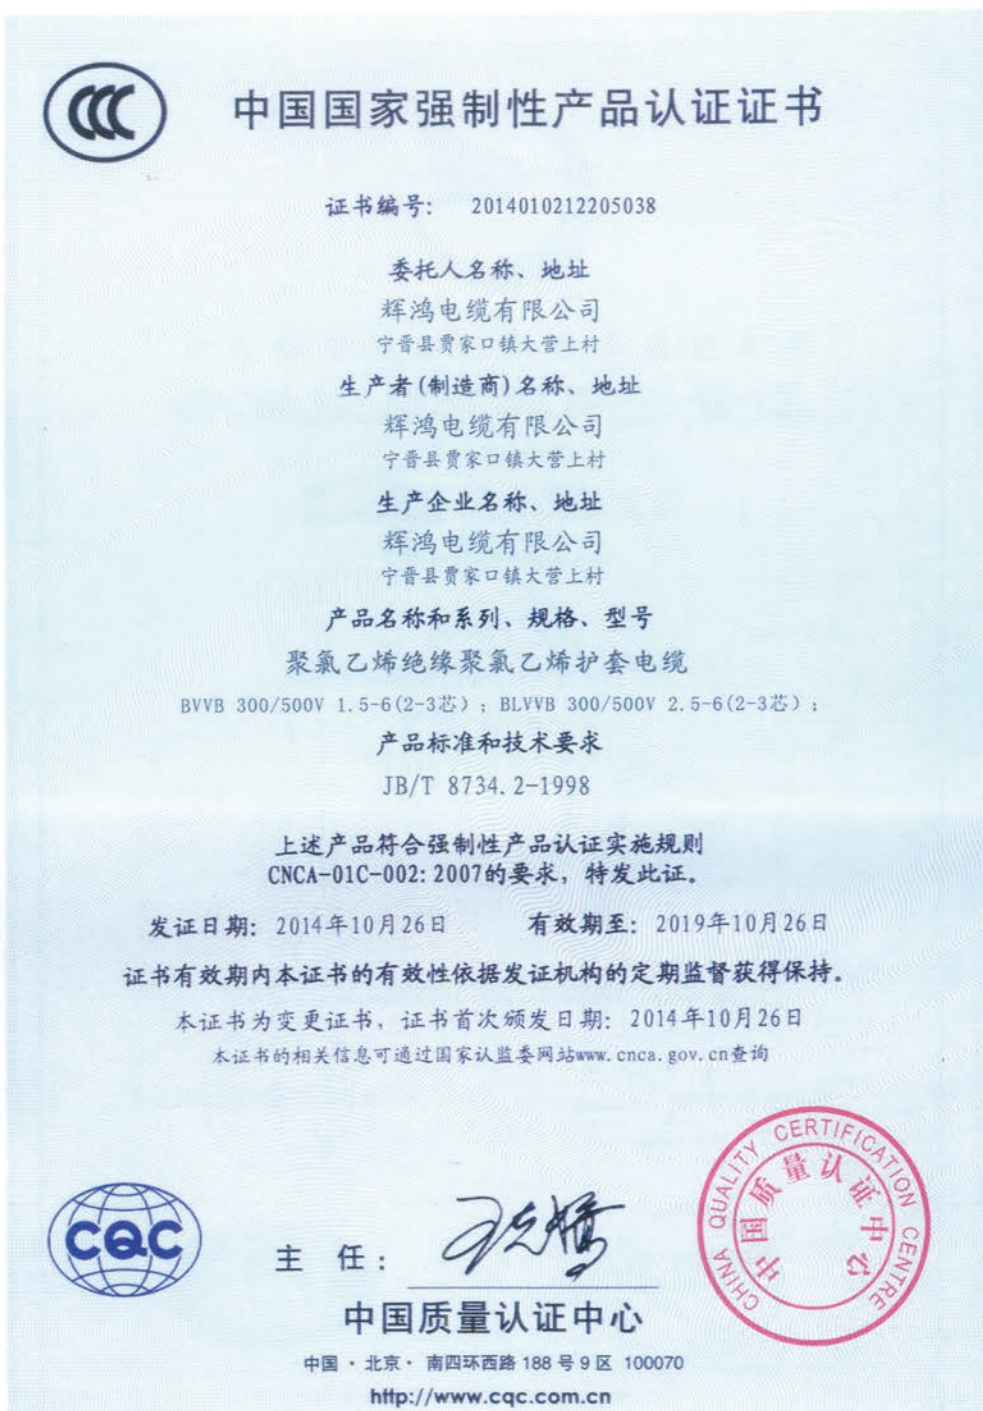 CCC
中国国家强制性产品认证证书
证书编号: 2014010212205038
委托人名称、地址
辉鸿电缆有限公司
宁晋县贾家口镇大营上村
生产者(制造商)名称、地址
辉鸿电缆有限公司
宁晋县贾家口镇大营上村
生产企业名称、地址
辉鸿电缆有限公司
宁晋县贾家口镇大营上村
产品名称和系列、规格、型号
聚氯乙烯绝缘聚氯乙烯护套电缆
BVVB 300/500V 1.5-6(2-3芯)；BLVVB 300/500V 2.5-6(2-3芯)；
产品标准和技术要求
JB/T 8734.2-1998
上述产品符合强制性产品认证实施规则
CNCA-01C-002:2007的要求，特发此证。
发证日期: 2014年10月26日 有效期至: 2019年10月26日
证书有效期内本证书的有效性依据发证机构的定期监督获得保持。
本证书为变更证书，证书首次颁发日期: 2014年10月26日
本证书的相关信息可通过国家认监委网站www.cnca.gov.cn查询
CHINA QUALITY CERTIFICATION CENTRE
中国质量认证中心
CQC
主 任:
中国质量认证中心
中国·北京·南四环西路188号9区 100070
http://www.cqc.com.cn